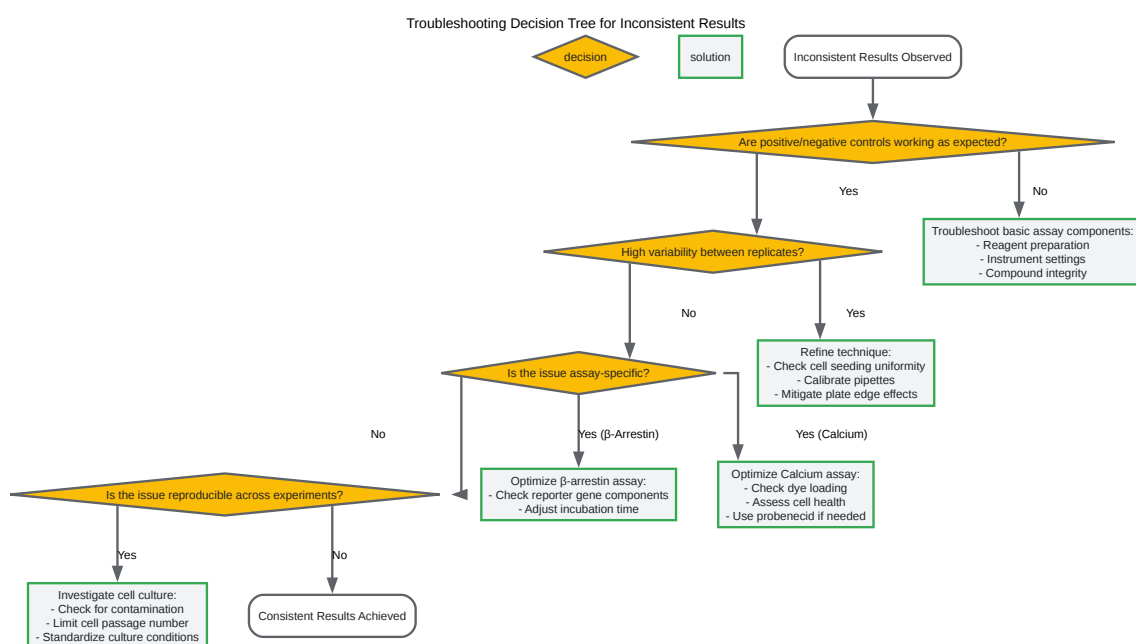 Troubleshooting Decision Tree for Inconsistent Results
decision
solution
Inconsistent Results Observed
Are positive/negative controls working as expected?
Yes
No
Troubleshoot basic assay components:
- Reagent preparation
- Instrument settings
- Compound integrity
High variability between replicates?
No
Yes
Refine technique:
- Check cell seeding uniformity
- Calibrate pipettes
- Mitigate plate edge effects
Is the issue assay-specific?
No
Yes (β-Arrestin)
Yes (Calcium)
Optimize β-arrestin assay:
- Check reporter gene components
- Adjust incubation time
Optimize Calcium assay:
- Check dye loading
- Assess cell health
- Use probenecid if needed
Is the issue reproducible across experiments?
Yes
No
Investigate cell culture:
- Check for contamination
- Limit cell passage number
- Standardize culture conditions
Consistent Results Achieved